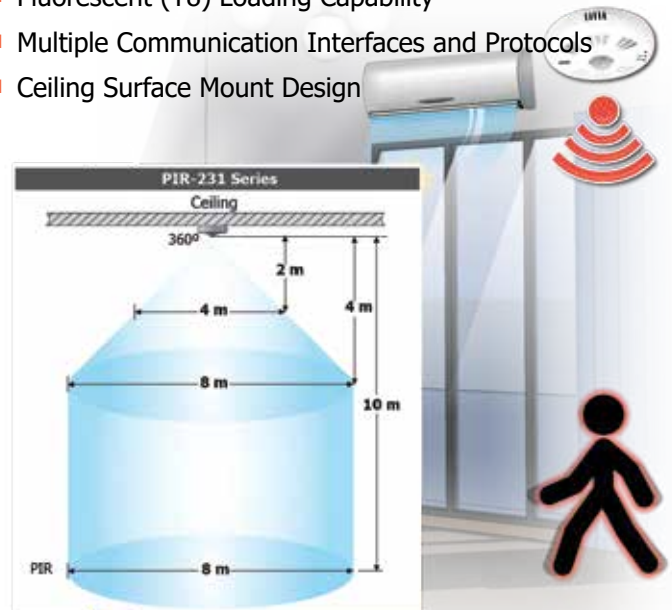 Fluorescent (T8) Loading Capability
Multiple Communication Interfaces and Protocols
Ceiling Surface Mount Design
PIR-231 Series
Ceiling
360º
2 m
4 m
4 m
8 m
10 m
PIR
8 m